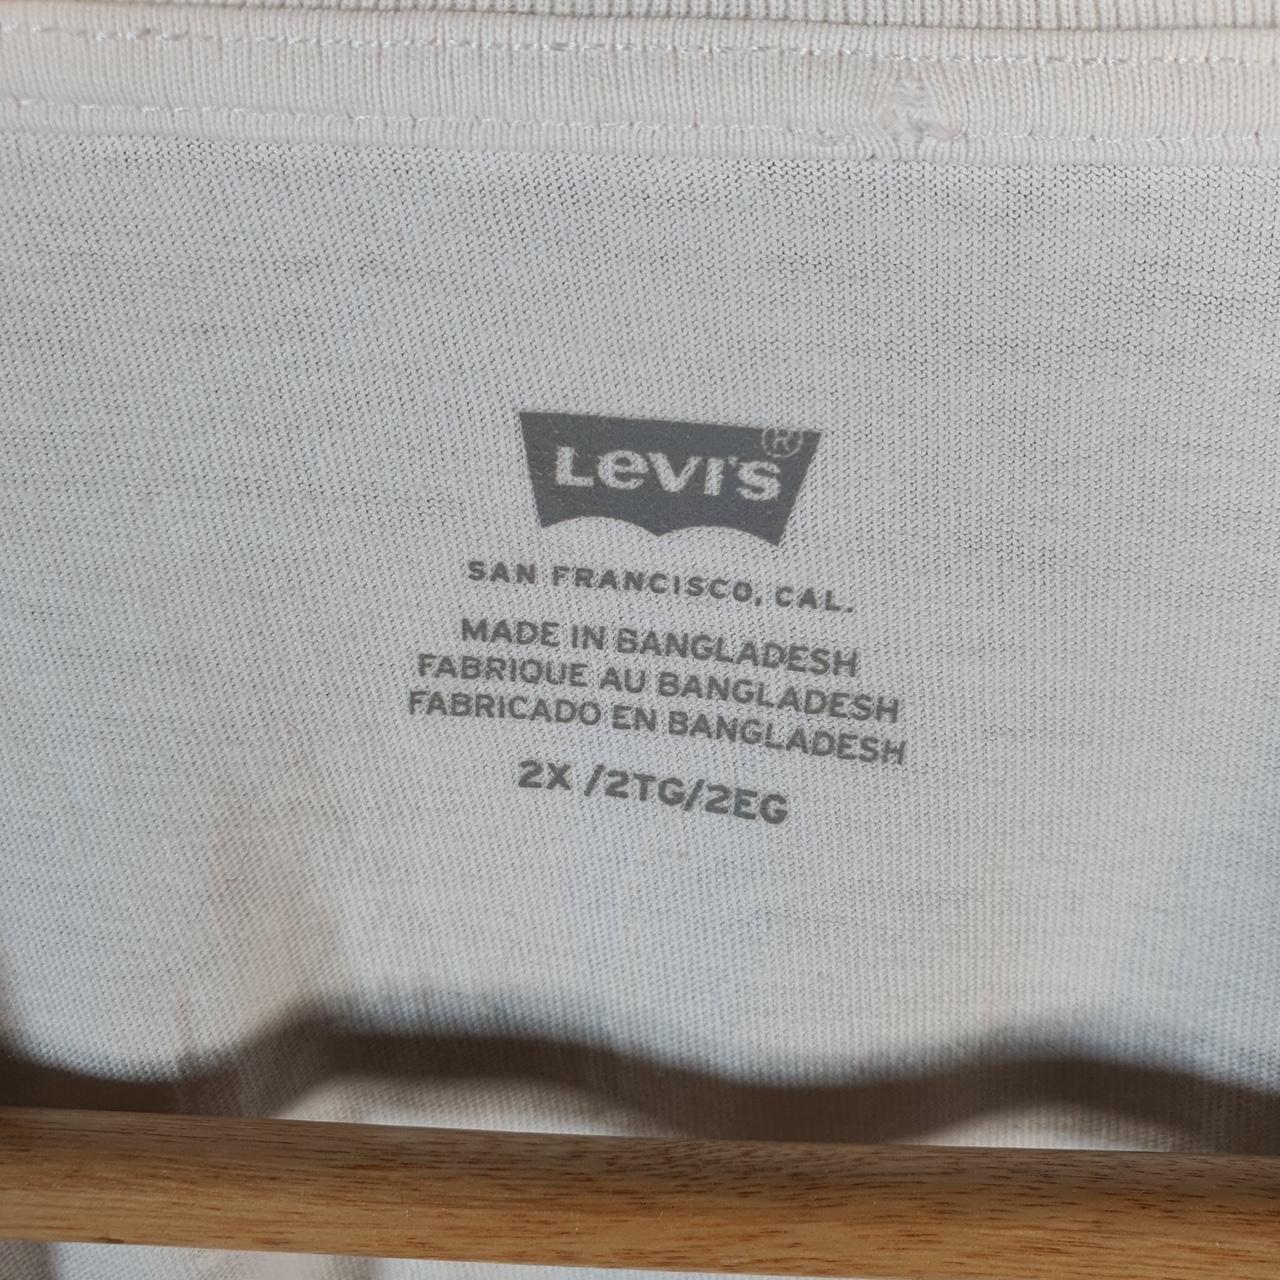 LEVI'S®
SAN FRANCISCO, CAL.
MADE IN BANGLADESH
FABRIQUE AU BANGLADESH
FABRICADO EN BANGLADESH
2X /2TG/2EG